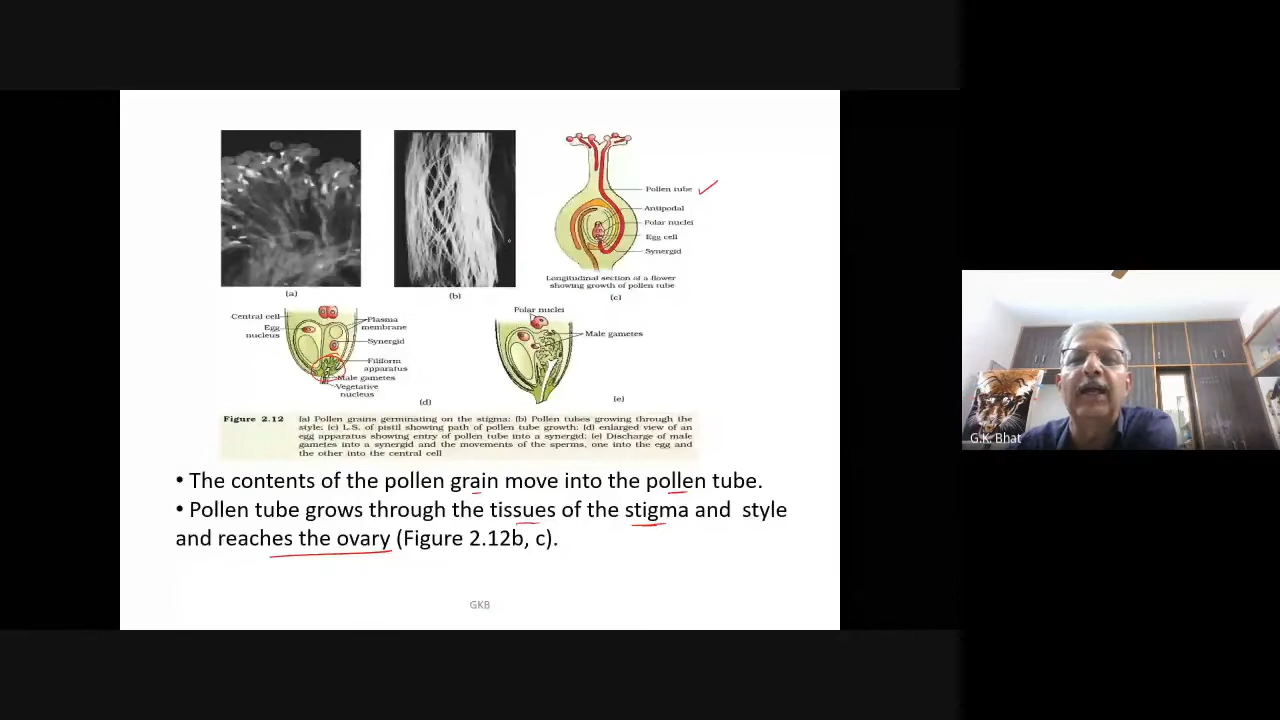 Pollen tube
Antipodal
Polar nuclei
Egg cell
Synergid
Longitudinal section of a flower
showing growth of pollen tube
(a)
(b)
(c)
Central cell
Egg
nucleus
Plasma
membrane
Synergid
Filiform
apparatus
Male gametes
Vegetative
nucleus
(d)
Polar nuclei
Male gametes
(e)
Figure 2.12 (a) Pollen grains germinating on the stigma; (b) Pollen tubes growing through the
style; (c) L.S. of pistil showing path of pollen tube growth; (d) enlarged view of an
egg apparatus showing entry of pollen tube into a synergid; (e) Discharge of male
gametes into a synergid and the movements of the sperms, one into the egg and
the other into the central cell
• The contents of the pollen grain move into the pollen tube.
• Pollen tube grows through the tissues of the stigma and style
and reaches the ovary (Figure 2.12b, c).
GKB
G.K. Bhat